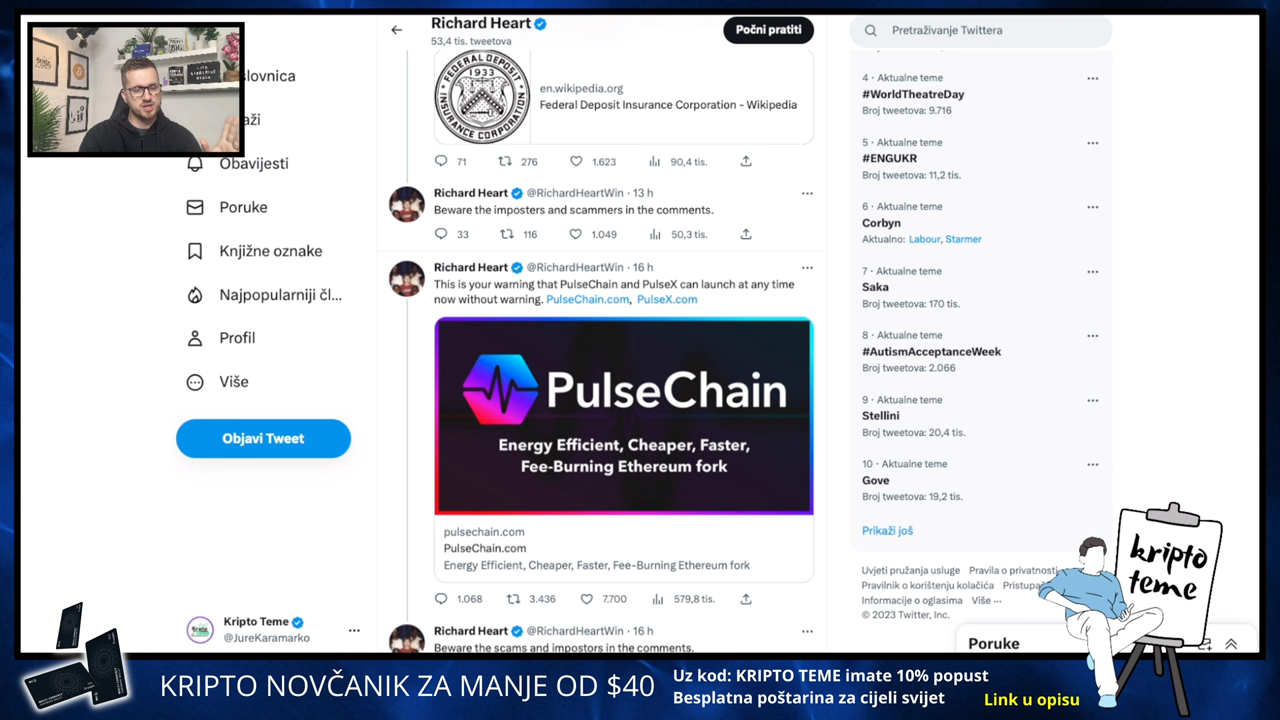 slovnica
Obavijesti
Poruke
Knjižne oznake
Najpopularniji čl...
Profil
Više
Objavi Tweet
Kripto Teme
@JureKaramarko
Richard Heart
53,4 tis. tweetova
Počni pratiti
FEDERAL DEPOSIT
1933
INSURANCE CORPORATION
en.wikipedia.org
Federal Deposit Insurance Corporation - Wikipedia
71 276 1.623 90,4 tis.
Richard Heart @RichardHeartWin · 13 h
Beware the imposters and scammers in the comments.
33 116 1.049 50,3 tis.
Richard Heart @RichardHeartWin · 16 h
This is your warning that PulseChain and PulseX can launch at any time
now without warning. PulseChain.com, PulseX.com
PulseChain
Energy Efficient, Cheaper, Faster,
Fee-Burning Ethereum fork
pulsechain.com
PulseChain.com
Energy Efficient, Cheaper, Faster, Fee-Burning Ethereum fork
1.068 3.436 7.700 579,8 tis.
Richard Heart @RichardHeartWin · 16 h
Beware the scams and impostors in the comments.
Pretraživanje Twittera
4 · Aktualne teme
#WorldTheatreDay
Broj tweetova: 9.716
5 · Aktualne teme
#ENGUKR
Broj tweetova: 11,2 tis.
6 · Aktualne teme
Corbyn
Aktualno: Labour, Starmer
7 · Aktualne teme
Saka
Broj tweetova: 170 tis.
8 · Aktualne teme
#AutismAcceptanceWeek
Broj tweetova: 2.066
9 · Aktualne teme
Stellini
Broj tweetova: 20,4 tis.
10 · Aktualne teme
Gove
Broj tweetova: 19,2 tis.
Prikaži još
Uvjeti pružanja usluge Pravila o privatnosti
Pravilnik o korištenju kolačića
Informacije o oglasima Više ···
© 2023 Twitter, Inc.
Poruke
kripto
teme
KRIPTO NOVČANIK ZA MANJE OD $40
Uz kod: KRIPTO TEME imate 10% popust
Besplatna poštarina za cijeli svijet
Link u opisu